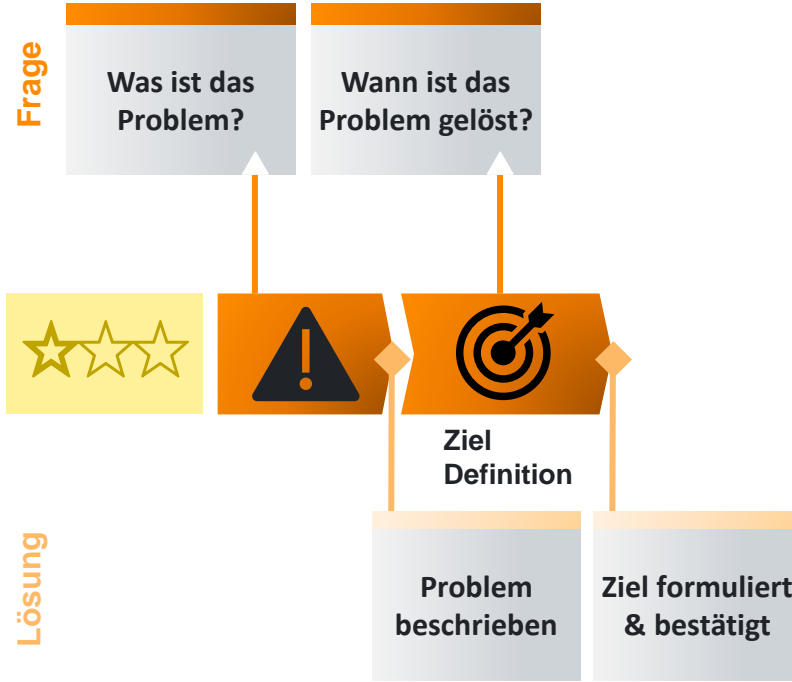 Frage
Was ist das
Problem?
Wann ist das
Problem gelöst?
Ziel
Definition
Lösung
Problem
beschrieben
Ziel formuliert
& bestätigt